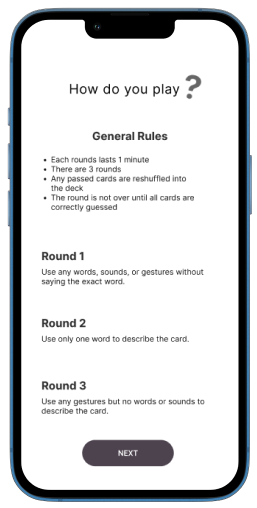 How do you play ?
General Rules
• Each rounds lasts 1 minute
• There are 3 rounds
• Any passed cards are reshuffled into
the deck
• The round is not over until all cards are
correctly guessed
Round 1
Use any words, sounds, or gestures without
saying the exact word.
Round 2
Use only one word to describe the card.
Round 3
Use any gestures but no words or sounds to
describe the card.
NEXT